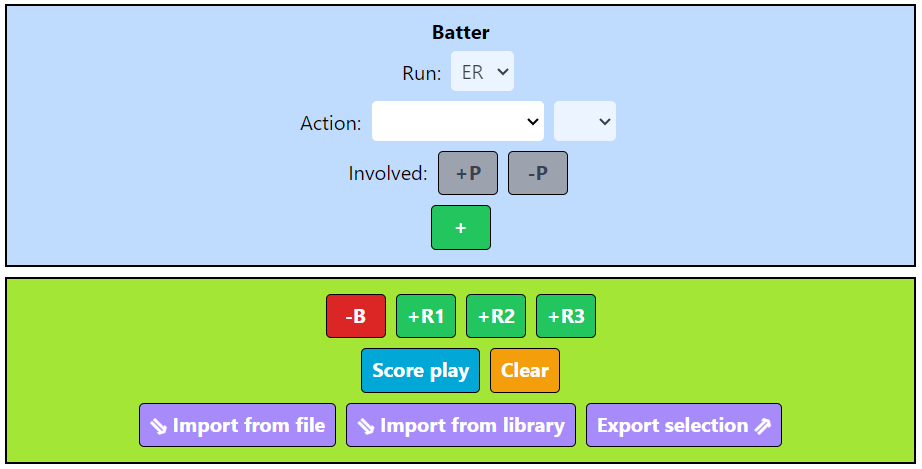 Batter
Run: ER
Action:
Involved: +P -P
+
-B +R1 +R2 +R3
Score play Clear
⇘ Import from file ⇘ Import from library Export selection ⇗